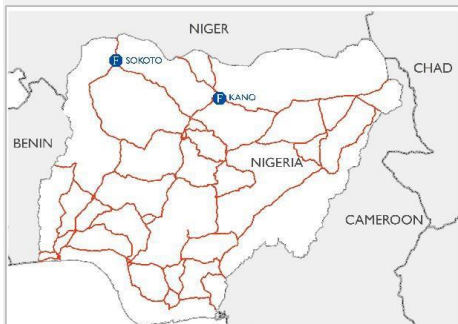 NIGER
F SOKOTO
CHAD
F KANO
BENIN
NIGERIA
CAMEROON